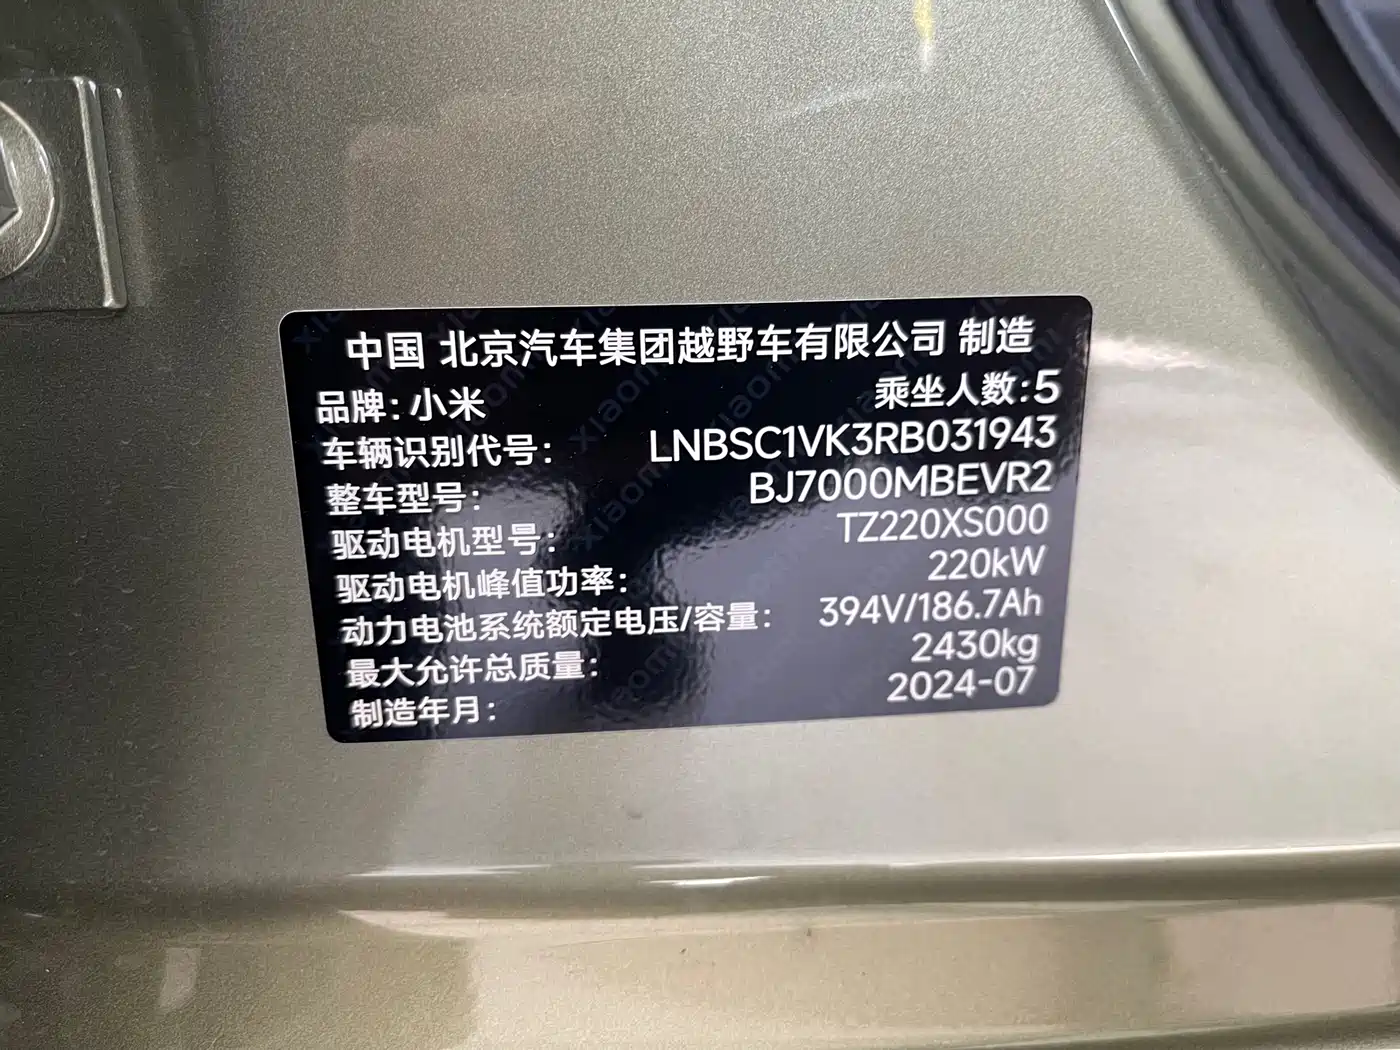 中国 北京汽车集团越野车有限公司 制造
品牌：小米 乘坐人数：5
车辆识别代号： LNBSC1VK3RB031943
整车型号： BJ7000MBEVR2
驱动电机型号： TZ220XS000
驱动电机峰值功率： 220kW
动力电池系统额定电压/容量： 394V/186.7Ah
最大允许总质量： 2430kg
制造年月： 2024-07
xiaomi